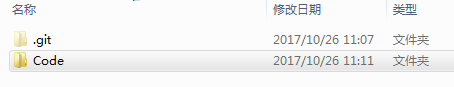 名称 修改日期 类型
.git 2017/10/26 11:07 文件夹
Code 2017/10/26 11:11 文件夹